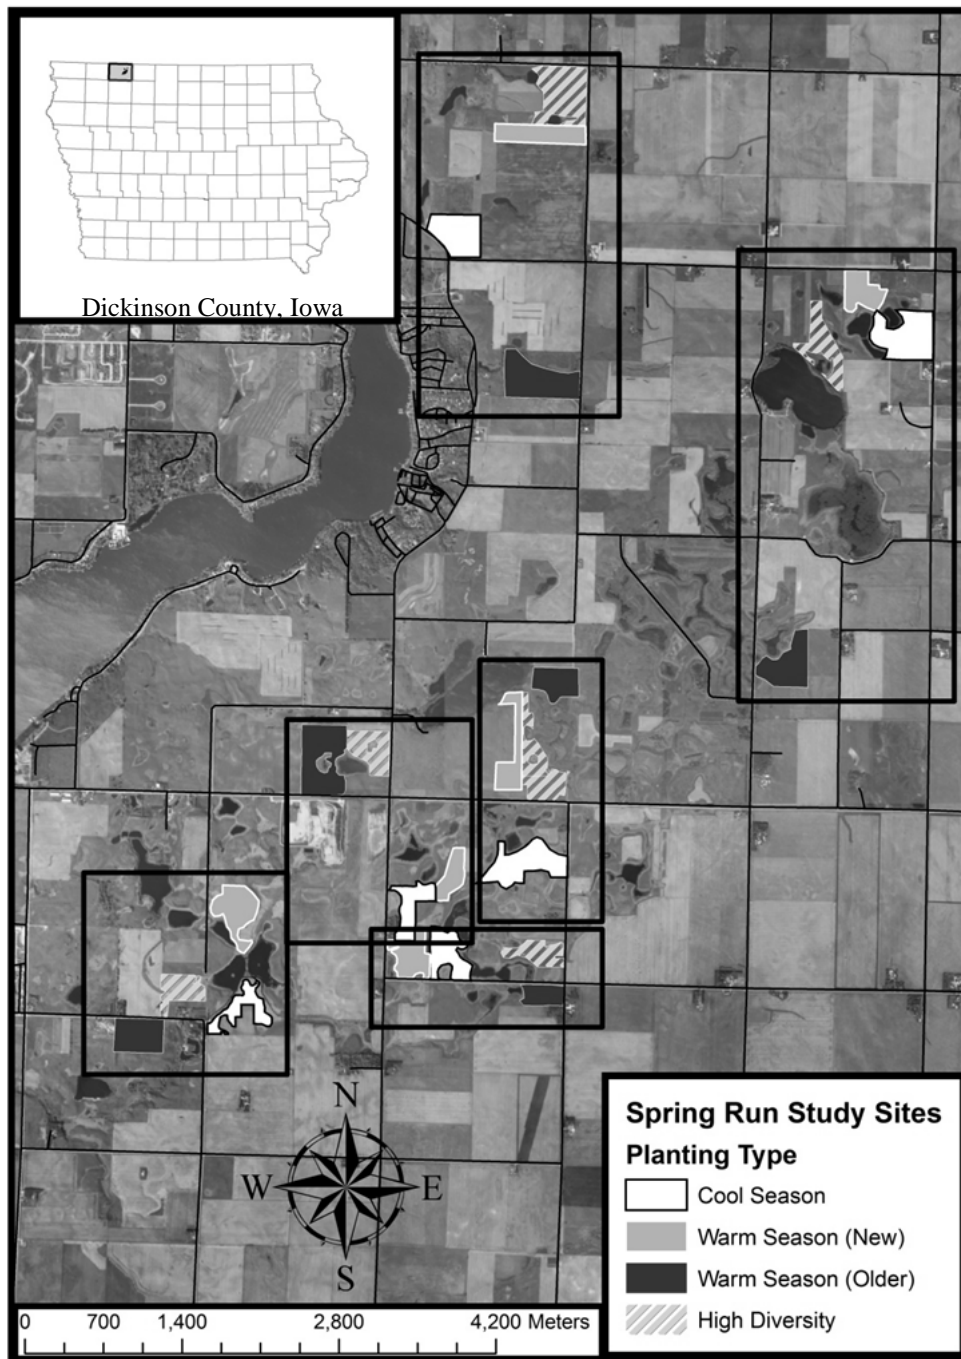 Dickinson County, Iowa
N
W E
S
Spring Run Study Sites
Planting Type
Cool Season
Warm Season (New)
Warm Season (Older)
High Diversity
0 700 1,400 2,800 4,200 Meters